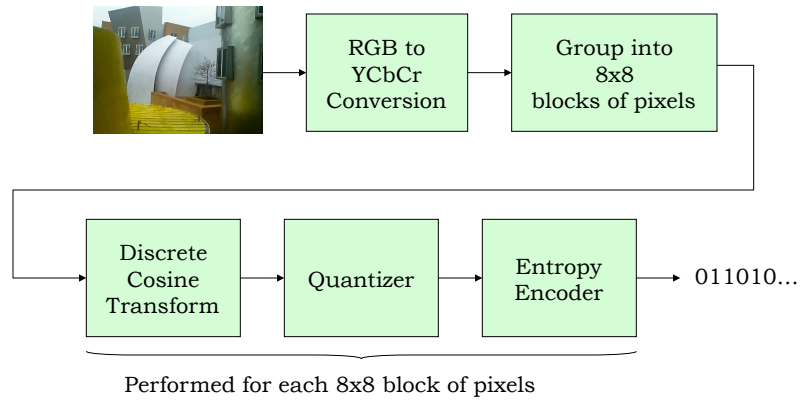 RGB to
YCbCr
Conversion
Group into
8x8
blocks of pixels
Discrete
Cosine
Transform
Quantizer
Entropy
Encoder
011010...
Performed for each 8x8 block of pixels